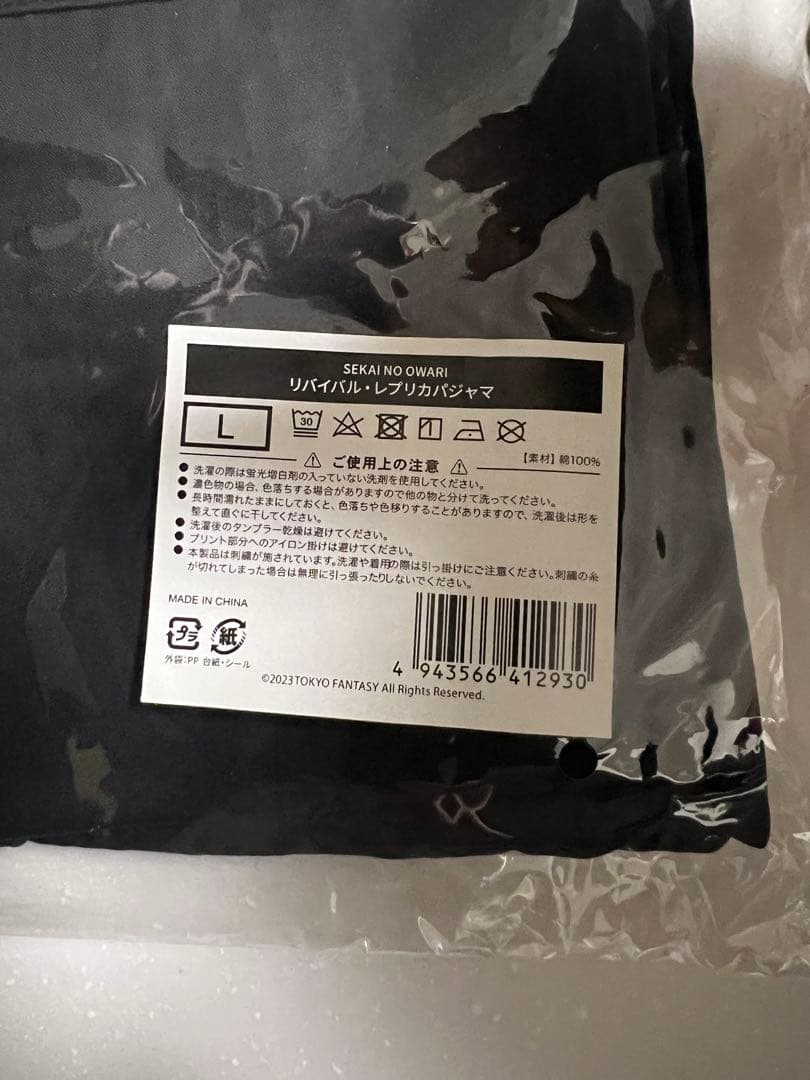 SEKAI NO OWARI
リバイバル・レプリカパジャマ
L
30
【素材】綿100%
ご使用上の注意
● 洗濯の際は蛍光増白剤の入っていない洗剤を使用してください。
● 濃色物の場合、色落ちする場合がありますので他の物と分けて洗ってください。
● 長時間濡れたままにしておくと、色落ちや色移りすることがありますので、洗濯後は形を
整えて直ぐに干してください。
● 洗濯後のタンブラー乾燥は避けてください。
● プリント部分へのアイロン掛けは避けてください。
● 本製品は刺繍が施されています。洗濯や着用の際は引っ掛けにご注意ください。刺繍の糸
が切れてしまった場合は無理に引っ張ったりしないでください。
MADE IN CHINA
プラ 紙
外袋:PP 台紙・シール
4 943566 412930
©2023TOKYO FANTASY All Rights Reserved.